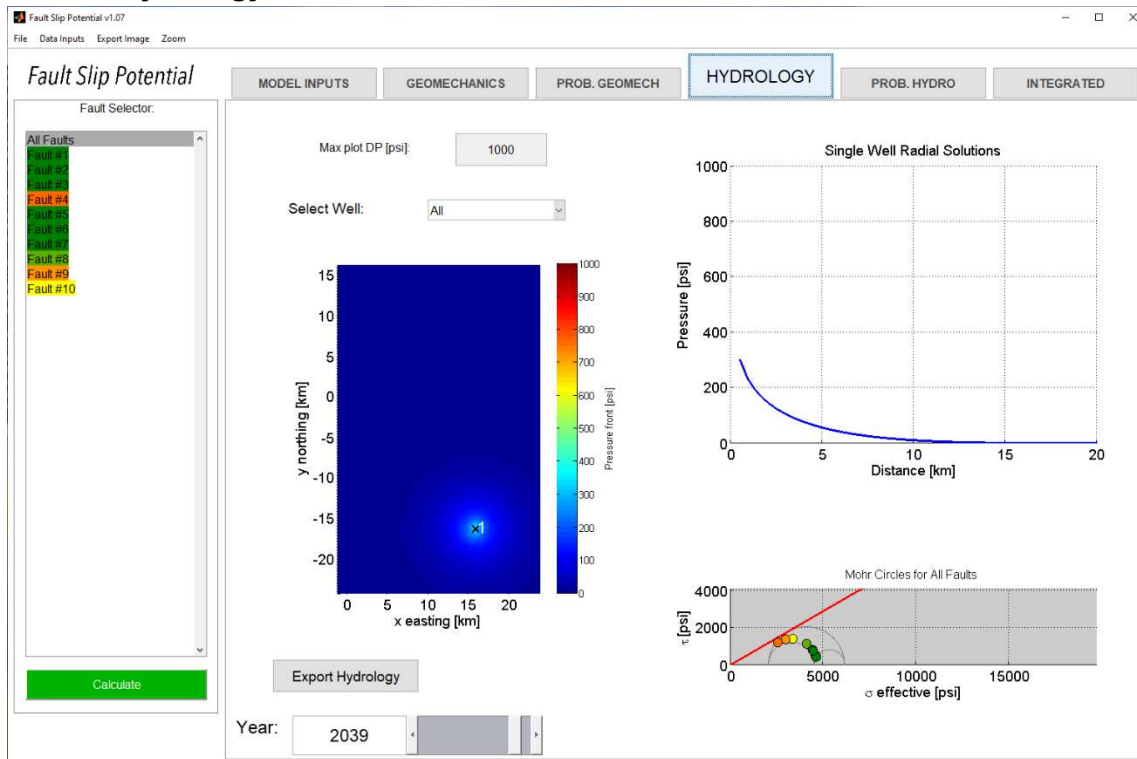 Fault Slip Potential v1.07
File Data Inputs Export Image Zoom
Fault Slip Potential
MODEL INPUTS GEOMECHANICS PROB. GEOMECH HYDROLOGY PROB. HYDRO INTEGRATED
Fault Selector:
All Faults
Fault #1
Fault #2
Fault #3
Fault #4
Fault #5
Fault #6
Fault #7
Fault #8
Fault #9
Fault #10
Calculate
Max plot DP [psi]: 1000
Select Well: All
15
10
5
0
-5
-10
-15
-20
y northing [km]
1
0 5 10 15 20
x easting [km]
1000
900
800
700
600
500
400
300
200
100
0
Pressure front [psi]
Export Hydrology
Year: 2039
Single Well Radial Solutions
1000
800
600
400
200
0
Pressure [psi]
0 5 10 15 20
Distance [km]
Mohr Circles for All Faults
4000
2000
0
τ [psi]
0 5000 10000 15000
σ effective [psi]